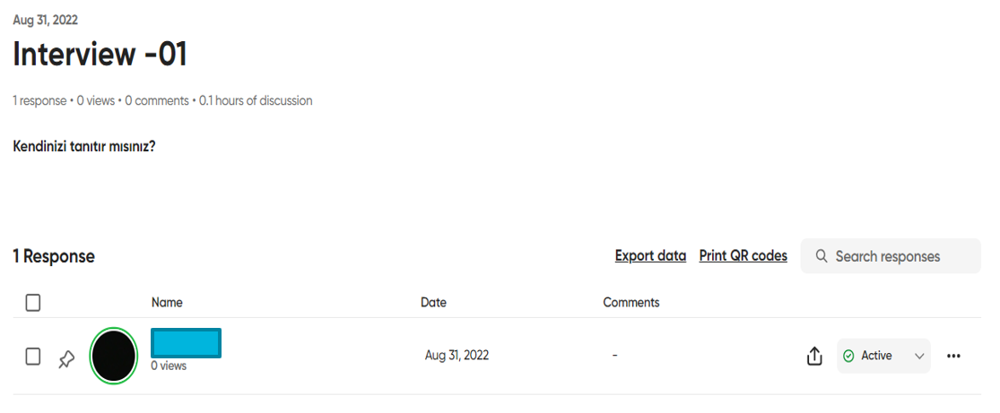 Aug 31, 2022
Interview -01
1 response • 0 views • 0 comments • 0.1 hours of discussion
Kendinizi tanıtır mısınız?
1 Response
Export data
Print QR codes
Search responses
Name
Date
Comments
0 views
Aug 31, 2022
-
Active